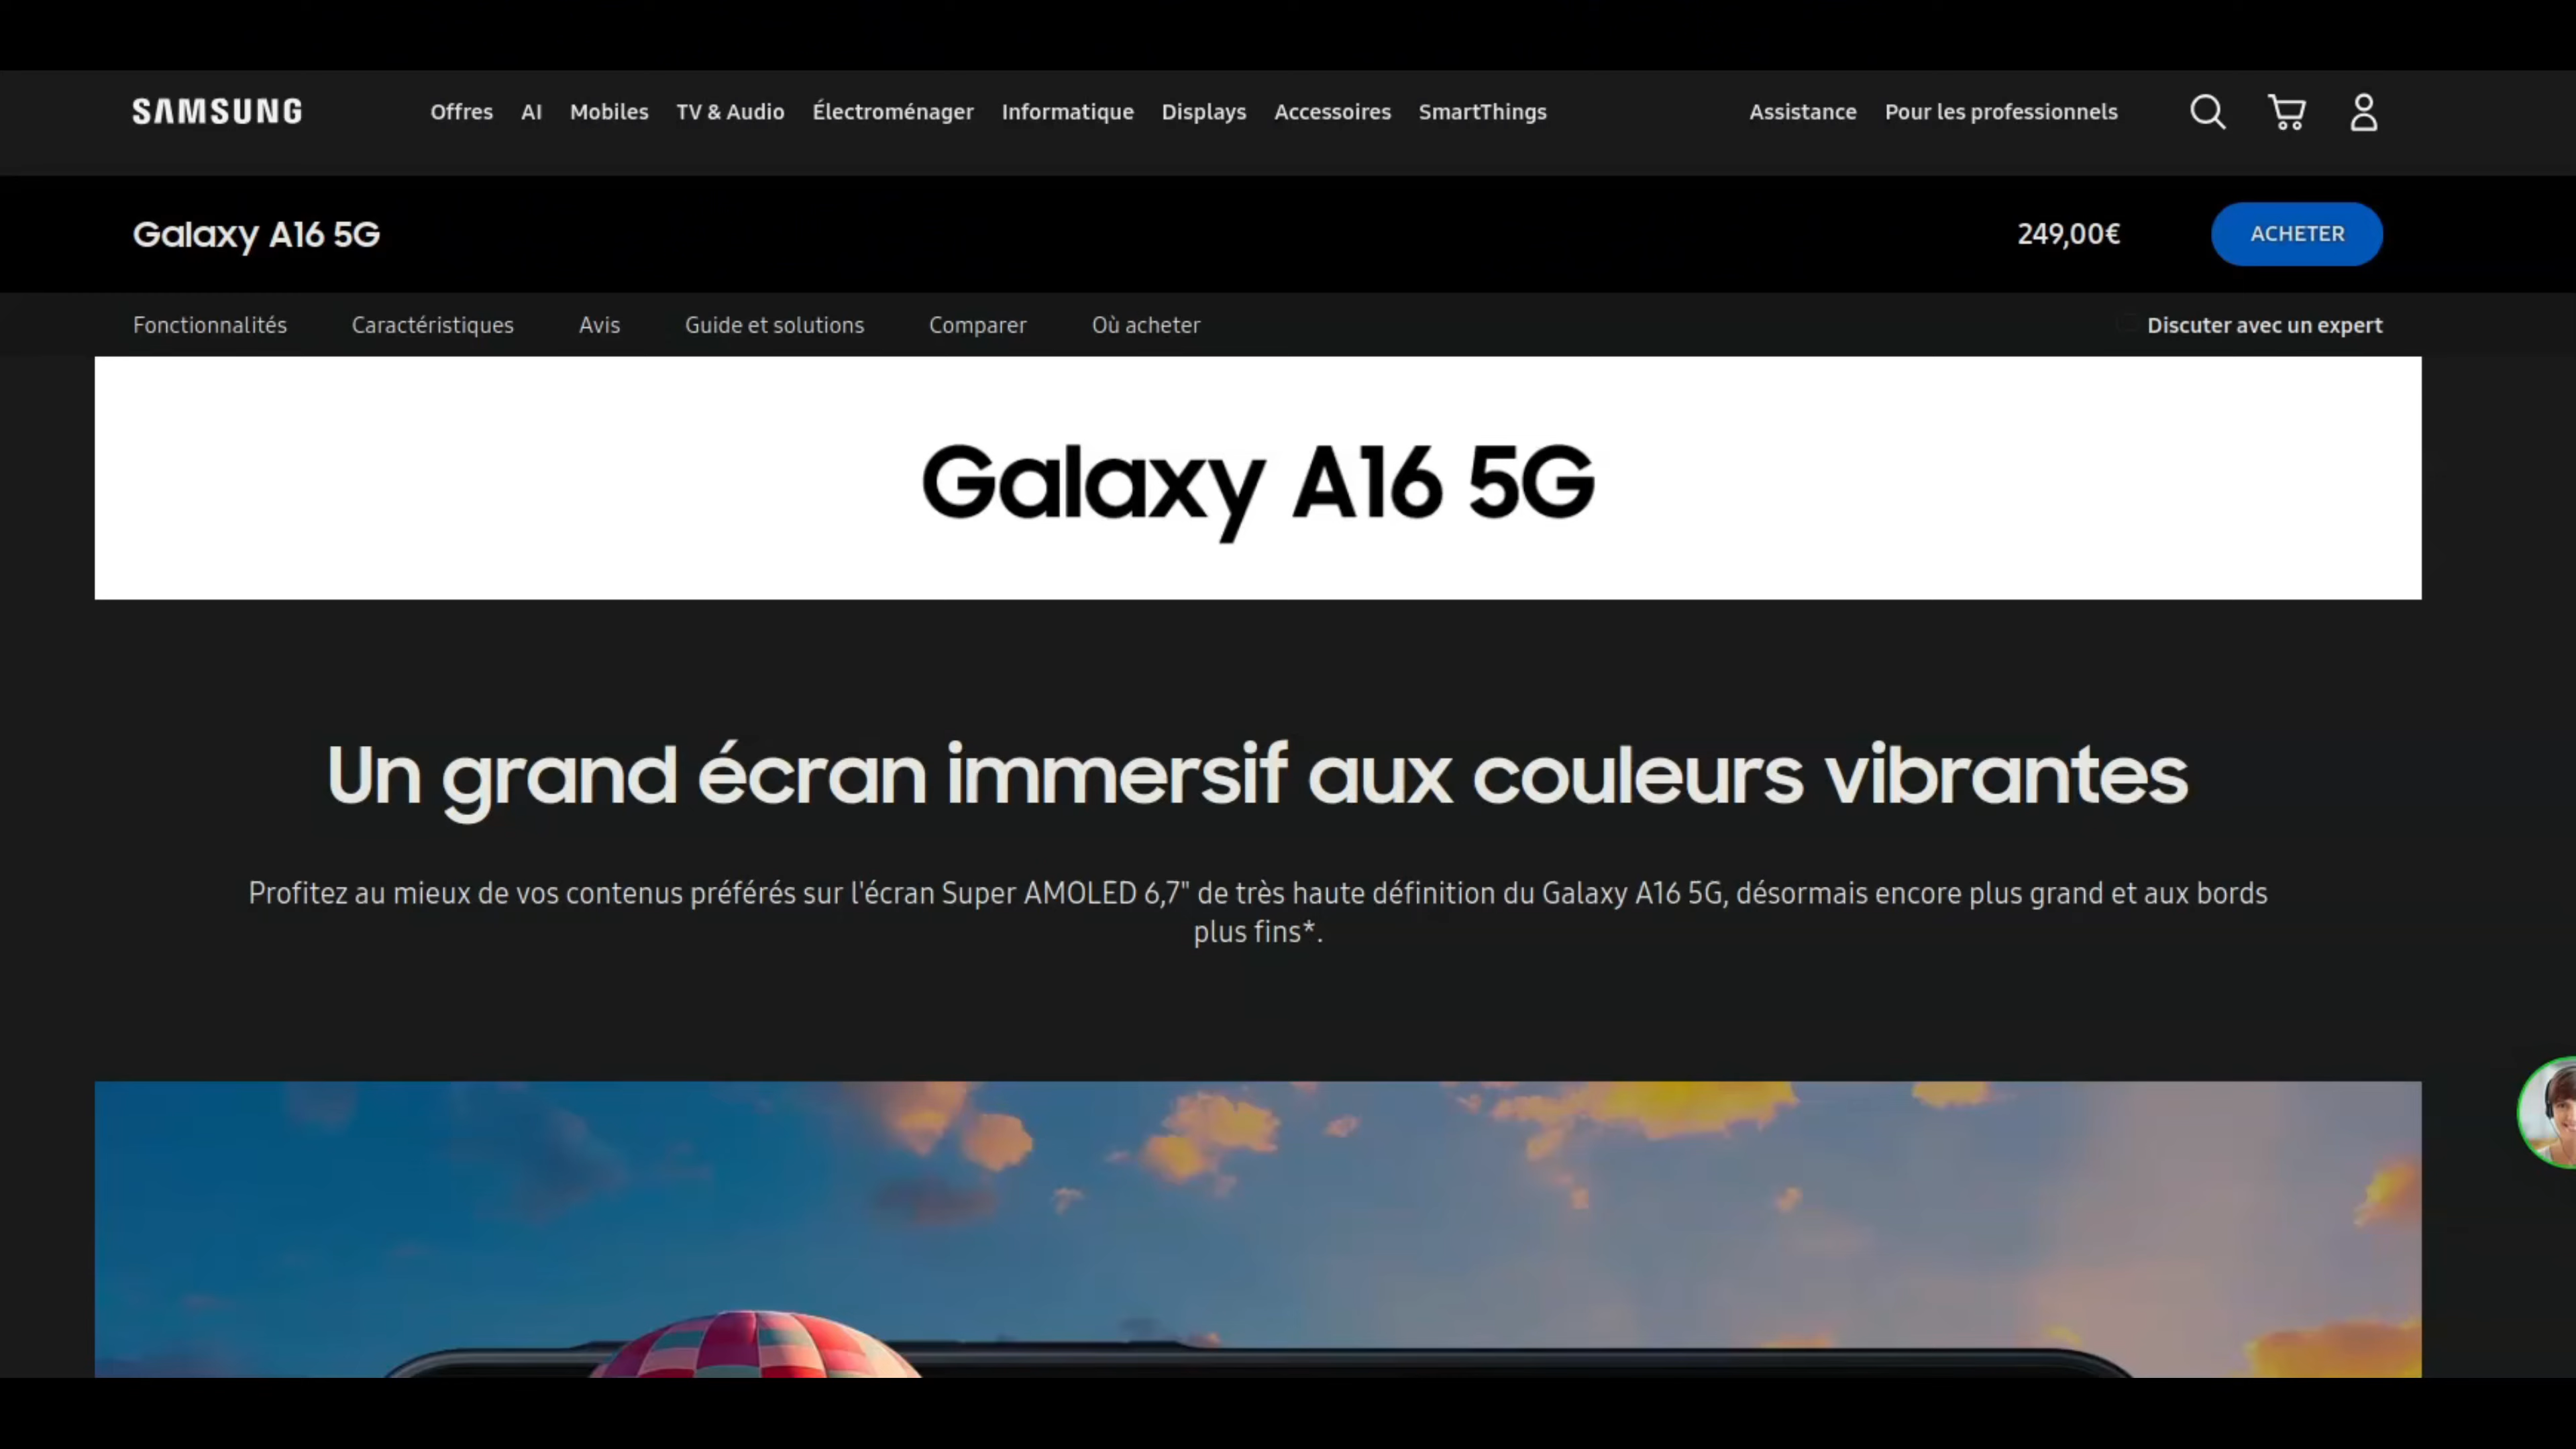 SAMSUNG
Offres AI Mobiles TV & Audio Électroménager Informatique Displays Accessoires SmartThings Assistance Pour les professionnels
Galaxy A16 5G 249,00€ ACHETER
Fonctionnalités Caractéristiques Avis Guide et solutions Comparer Où acheter Discuter avec un expert
Galaxy A16 5G
Un grand écran immersif aux couleurs vibrantes
Profitez au mieux de vos contenus préférés sur l'écran Super AMOLED 6,7" de très haute définition du Galaxy A16 5G, désormais encore plus grand et aux bords
plus fins*.